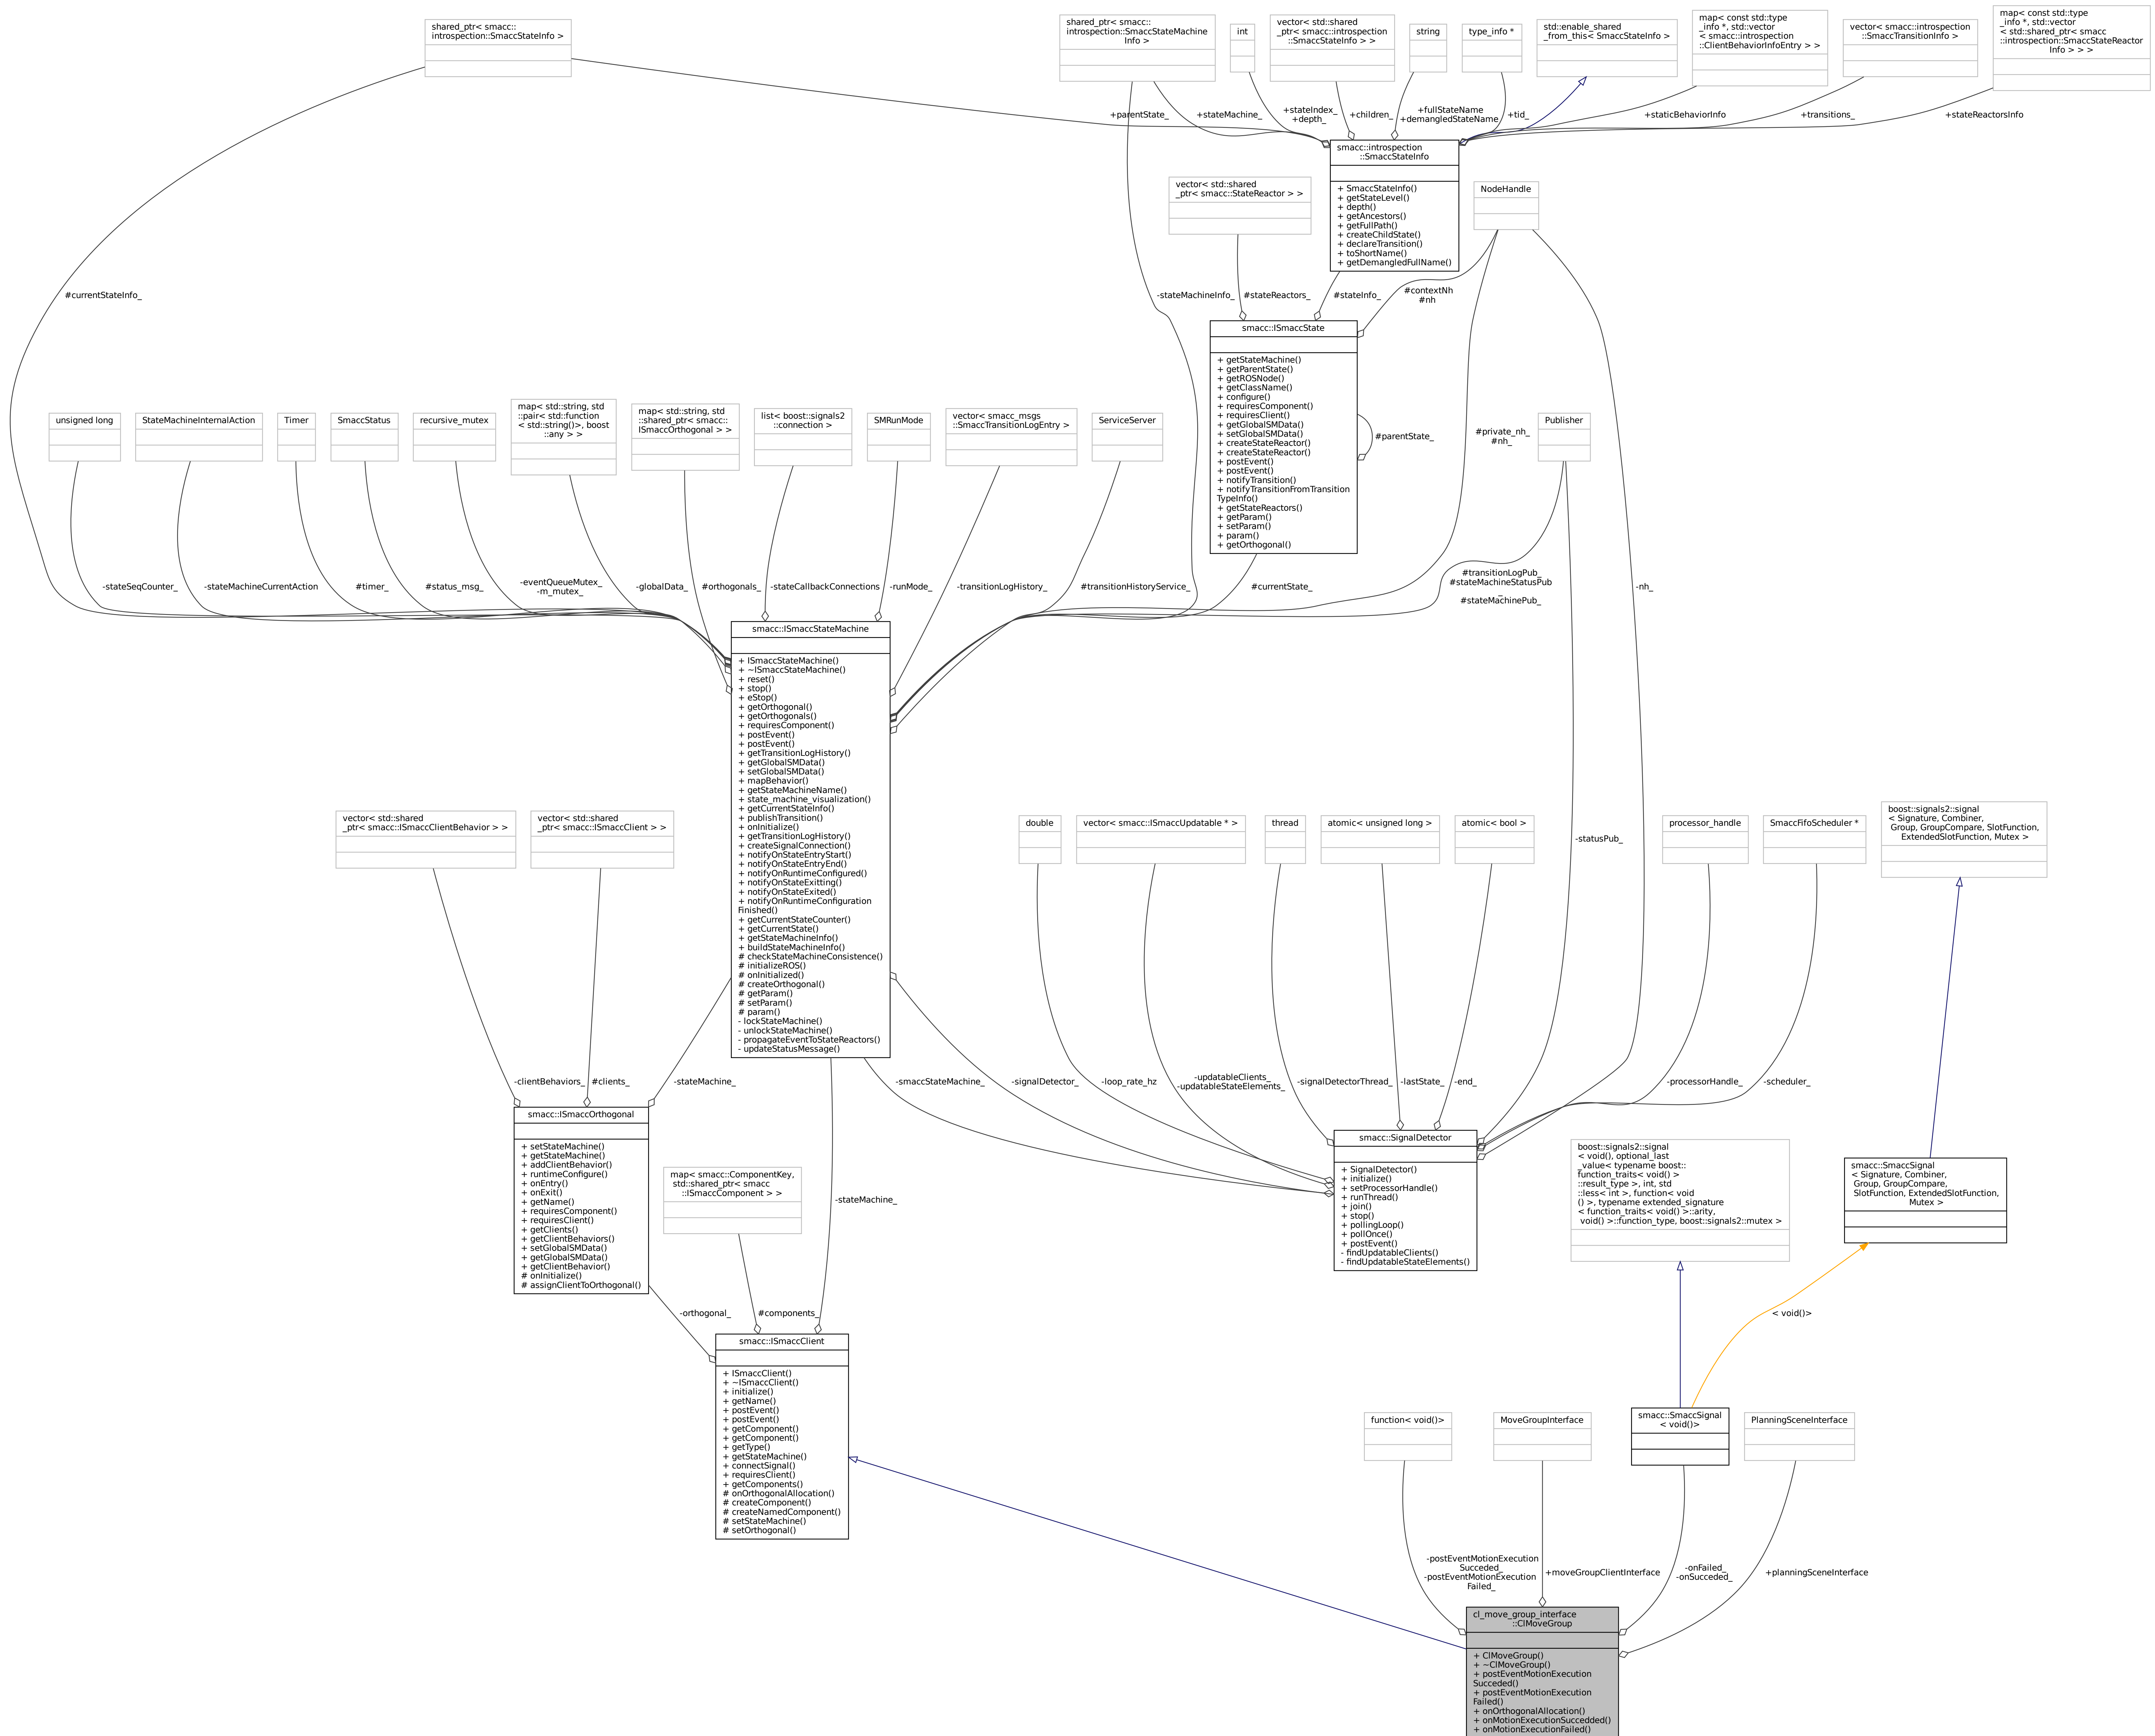 shared_ptr< smacc::
introspection::SmaccStateInfo >
shared_ptr< smacc::
introspection::SmaccStateMachine
Info >
int
vector< std::shared
_ptr< smacc::introspection
::SmaccStateInfo > >
string
type_info *
std::enable_shared
_from_this< SmaccStateInfo >
map< const std::type
_info *, std::vector
< smacc::introspection
::ClientBehaviorInfoEntry > >
vector< smacc::introspection
::SmaccTransitionInfo >
map< const std::type
_info *, std::vector
< std::shared_ptr< smacc
::introspection::SmaccStateReactor
Info > > >
+parentState_
+stateMachine_
+stateIndex_
+depth_
+children_
+fullStateName
+demangledStateName
+tid_
+staticBehaviorInfo
+transitions_
+stateReactorsInfo
smacc::introspection
::SmaccStateInfo
+ SmaccStateInfo()
+ getStateLevel()
+ depth()
+ getAncestors()
+ getFullPath()
+ createChildState()
+ declareTransition()
+ toShortName()
+ getDemangledFullName()
vector< std::shared
_ptr< smacc::StateReactor > >
NodeHandle
#currentStateInfo_
-stateMachineInfo_
#stateReactors_
#stateInfo_
#contextNh
#nh
smacc::ISmaccState
+ getStateMachine()
+ getParentState()
+ getROSNode()
+ getClassName()
+ configure()
+ requiresComponent()
+ requiresClient()
+ getGlobalSMData()
+ setGlobalSMData()
+ createStateReactor()
+ createStateReactor()
+ postEvent()
+ postEvent()
+ notifyTransition()
+ notifyTransitionFromTransition
TypeInfo()
+ getStateReactors()
+ getParam()
+ setParam()
+ param()
+ getOrthogonal()
#parentState_
#private_nh_
#nh_
Publisher
unsigned long
StateMachineInternalAction
Timer
SmaccStatus
recursive_mutex
map< std::string, std
::pair< std::function
< std::string()>, boost
::any > >
map< std::string, std
::shared_ptr< smacc::
ISmaccOrthogonal > >
list< boost::signals2
::connection >
SMRunMode
vector< smacc_msgs
::SmaccTransitionLogEntry >
ServiceServer
-stateSeqCounter_
-stateMachineCurrentAction
#timer_
#status_msg_
-eventQueueMutex_
-m_mutex_
-globalData_
#orthogonals_
-stateCallbackConnections
-runMode_
-transitionLogHistory_
#transitionHistoryService_
#currentState_
#transitionLogPub_
#stateMachineStatusPub
_
#stateMachinePub_
-nh_
smacc::ISmaccStateMachine
+ ISmaccStateMachine()
+ ~ISmaccStateMachine()
+ reset()
+ stop()
+ eStop()
+ getOrthogonal()
+ getOrthogonals()
+ requiresComponent()
+ postEvent()
+ postEvent()
+ getTransitionLogHistory()
+ getGlobalSMData()
+ setGlobalSMData()
+ mapBehavior()
+ getStateMachineName()
+ state_machine_visualization()
+ getCurrentStateInfo()
+ publishTransition()
+ onInitialize()
+ getTransitionLogHistory()
+ createSignalConnection()
+ notifyOnStateEntryStart()
+ notifyOnStateEntryEnd()
+ notifyOnRuntimeConfigured()
+ notifyOnStateExitting()
+ notifyOnStateExited()
+ notifyOnRuntimeConfiguration
Finished()
+ getCurrentStateCounter()
+ getCurrentState()
+ getStateMachineInfo()
+ buildStateMachineInfo()
# checkStateMachineConsistence()
# initializeROS()
# onInitialized()
# createOrthogonal()
# getParam()
# setParam()
# param()
- lockStateMachine()
- unlockStateMachine()
- propagateEventToStateReactors()
- updateStatusMessage()
vector< std::shared
_ptr< smacc::ISmaccClientBehavior > >
vector< std::shared
_ptr< smacc::ISmaccClient > >
double
vector< smacc::ISmaccUpdatable * >
thread
atomic< unsigned long >
atomic< bool >
-statusPub_
processor_handle
SmaccFifoScheduler *
boost::signals2::signal
< Signature, Combiner,
Group, GroupCompare, SlotFunction,
ExtendedSlotFunction, Mutex >
-clientBehaviors_
#clients_
-stateMachine_
-smaccStateMachine_
-signalDetector_
-loop_rate_hz
-updatableClients_
-updatableStateElements_
-signalDetectorThread_
-lastState_
-end_
-processorHandle_
-scheduler_
smacc::ISmaccOrthogonal
+ setStateMachine()
+ getStateMachine()
+ addClientBehavior()
+ runtimeConfigure()
+ onEntry()
+ onExit()
+ getName()
+ requiresComponent()
+ requiresClient()
+ getClients()
+ getClientBehaviors()
+ setGlobalSMData()
+ getGlobalSMData()
+ getClientBehavior()
# onInitialize()
# assignClientToOrthogonal()
map< smacc::ComponentKey,
std::shared_ptr< smacc
::ISmaccComponent > >
-stateMachine_
smacc::SignalDetector
+ SignalDetector()
+ initialize()
+ setProcessorHandle()
+ runThread()
+ join()
+ stop()
+ pollingLoop()
+ pollOnce()
+ postEvent()
- findUpdatableClients()
- findUpdatableStateElements()
boost::signals2::signal
< void(), optional_last
_value< typename boost::
function_traits< void() >
::result_type >, int, std
::less< int >, function< void
() >, typename extended_signature
< function_traits< void() >::arity,
void() >::function_type, boost::signals2::mutex >
smacc::SmaccSignal
< Signature, Combiner,
Group, GroupCompare,
SlotFunction, ExtendedSlotFunction,
Mutex >
-orthogonal_
#components_
< void()>
smacc::ISmaccClient
+ ISmaccClient()
+ ~ISmaccClient()
+ initialize()
+ getName()
+ postEvent()
+ postEvent()
+ getComponent()
+ getComponent()
+ getType()
+ getStateMachine()
+ connectSignal()
+ requiresClient()
+ getComponents()
# onOrthogonalAllocation()
# createComponent()
# createNamedComponent()
# setStateMachine()
# setOrthogonal()
function< void()>
MoveGroupInterface
smacc::SmaccSignal
< void()>
PlanningSceneInterface
-postEventMotionExecution
Succeded_
-postEventMotionExecution
Failed_
+moveGroupClientInterface
-onFailed_
-onSucceded_
+planningSceneInterface
cl_move_group_interface
::ClMoveGroup
+ ClMoveGroup()
+ ~ClMoveGroup()
+ postEventMotionExecution
Succeded()
+ postEventMotionExecution
Failed()
+ onOrthogonalAllocation()
+ onMotionExecutionSuccedded()
+ onMotionExecutionFailed()